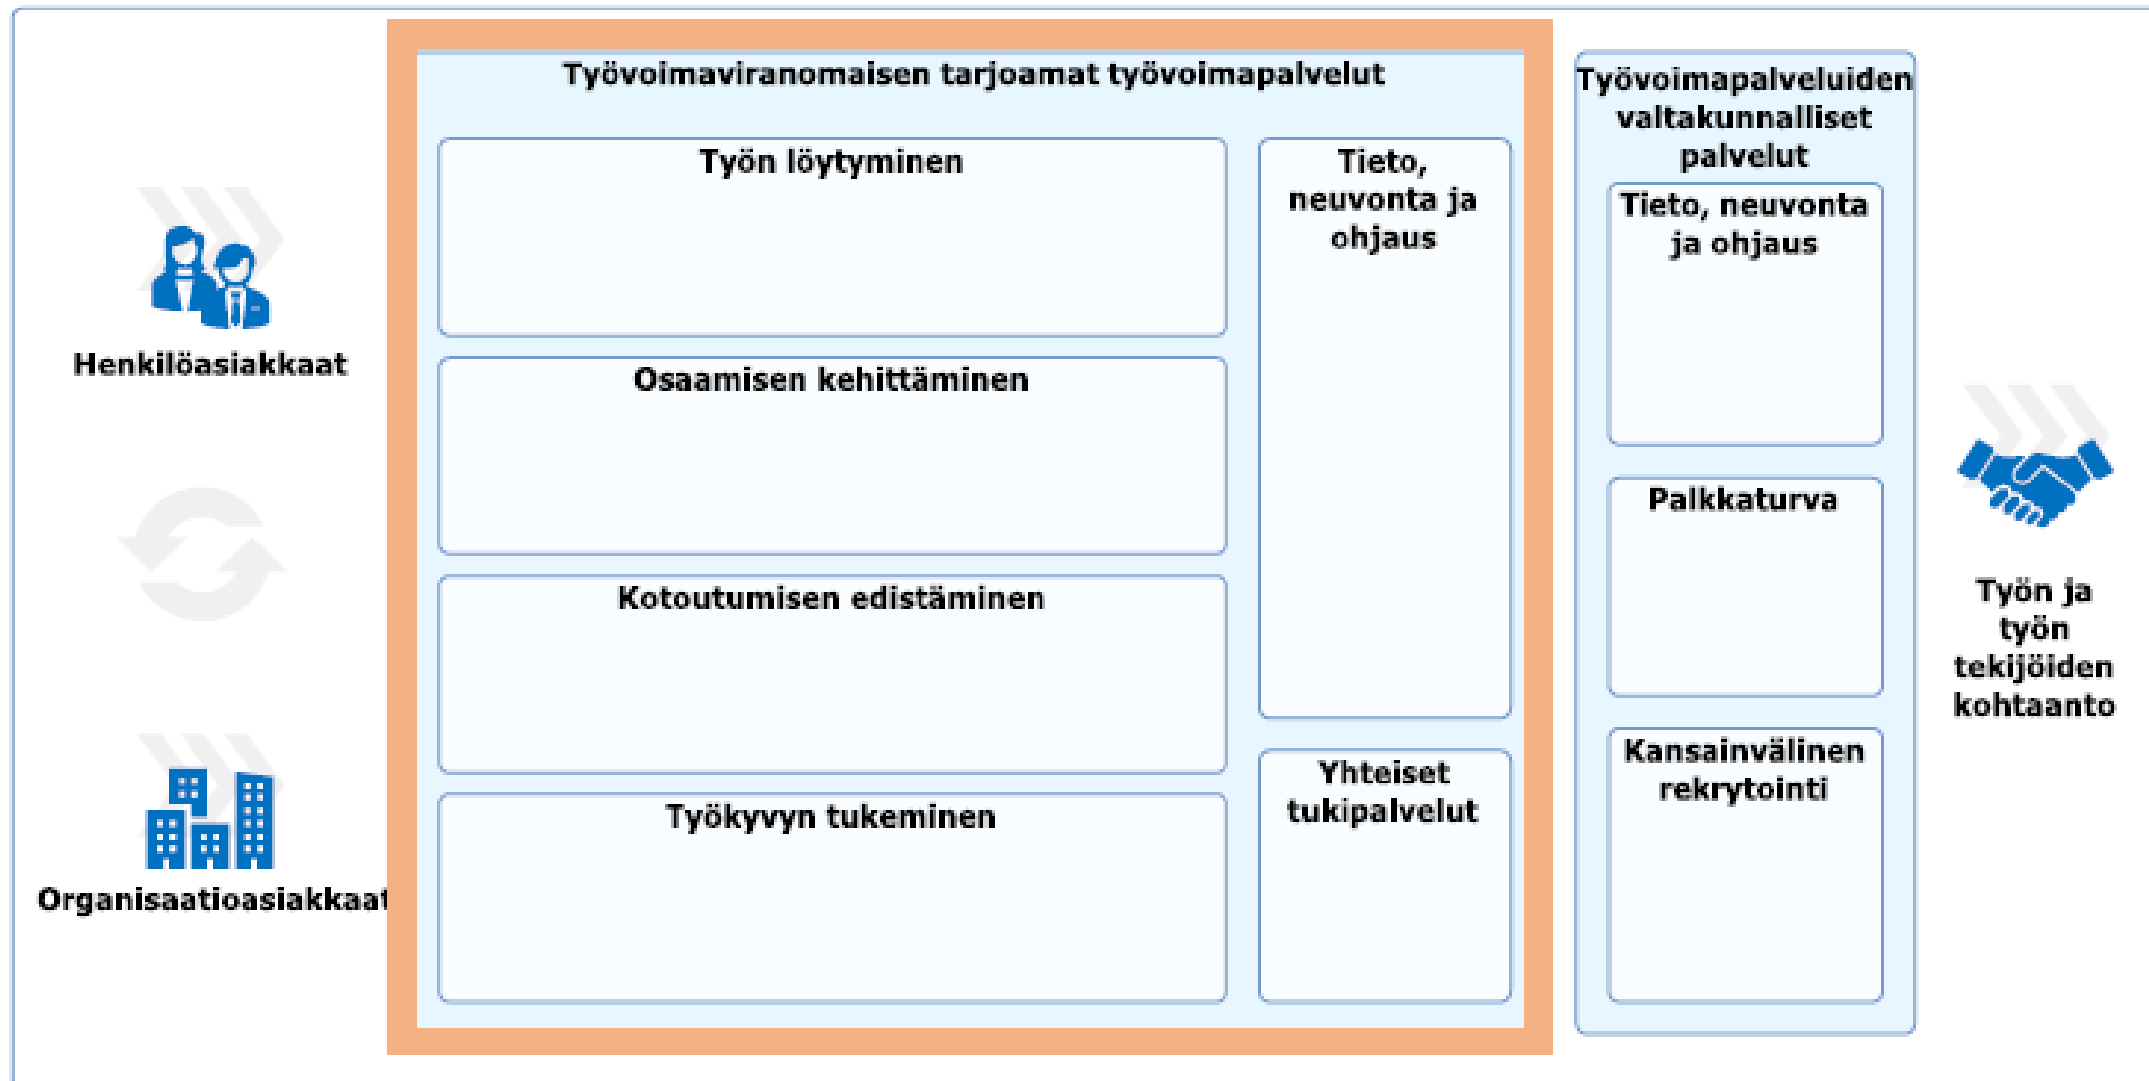 Henkilöasiakkaat
Organisaatioasiakkaat
Työvoimaviranomaisen tarjoamat työvoimapalvelut
Työn löytyminen
Osaamisen kehittäminen
Kotoutumisen edistäminen
Työkyvyn tukeminen
Tieto,
neuvonta ja
ohjaus
Yhteiset
tukipalvelut
Työvoimapalveluiden
valtakunnalliset
palvelut
Tieto, neuvonta
ja ohjaus
Palkkaturva
Kansainvälinen
rekrytointi
Työn ja
työn
tekijöiden
kohtaanto